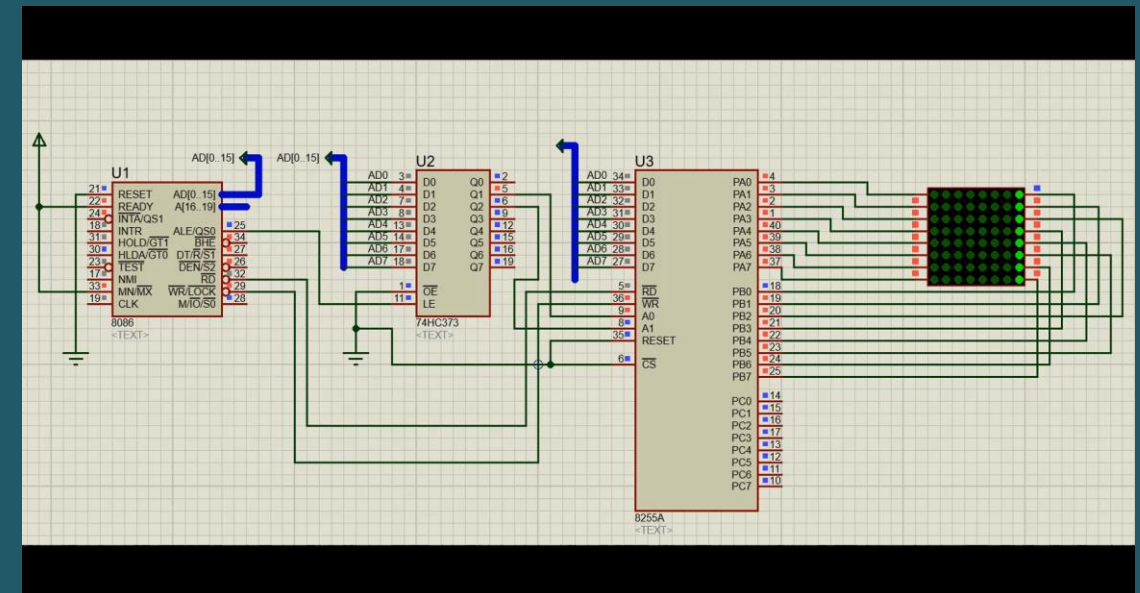 AD[0..15]
AD[0..15]
U1
21 RESET
22 READY
24 INTA/QS1
18 INTR
31 HOLD/GT1
30 HLDA/GT0
23 TEST
17 NMI
33 MN/MX
19 CLK
AD[0..15]
A[16..19]
ALE/QS0 25
BHE 34
DT/R/S1 27
DEN/S2 26
RD 32
WR/LOCK 29
M/IO/S0 28
8086
<TEXT>
U2
AD0 3 D0 Q0 2
AD1 4 D1 Q1 5
AD2 7 D2 Q2 6
AD3 8 D3 Q3 9
AD4 13 D4 Q4 12
AD5 14 D5 Q5 15
AD6 17 D6 Q6 16
AD7 18 D7 Q7 19
1 OE
11 LE
74HC373
<TEXT>
U3
AD0 34 D0 PA0 4
AD1 33 D1 PA1 3
AD2 32 D2 PA2 2
AD3 31 D3 PA3 1
AD4 30 D4 PA4 40
AD5 29 D5 PA5 39
AD6 28 D6 PA6 38
AD7 27 D7 PA7 37
5 RD PB0 18
36 WR PB1 19
9 A0 PB2 20
8 A1 PB3 21
35 RESET PB4 22
PB5 23
6 CS PB6 24
PB7 25
PC0 14
PC1 15
PC2 16
PC3 17
PC4 13
PC5 12
PC6 11
PC7 10
8255A
<TEXT>